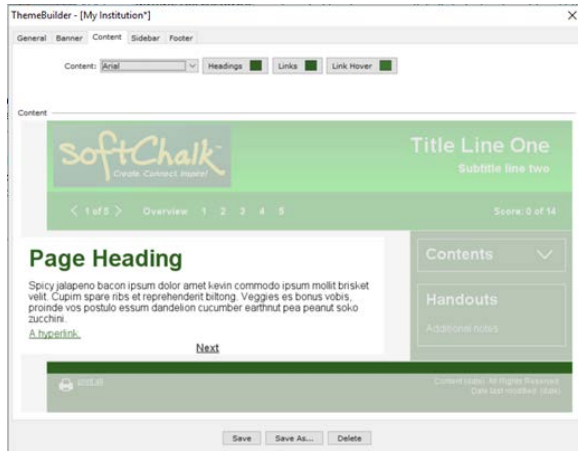 ThemeBuilder - [My Institution*]
General Banner Content Sidebar Footer
Content: Arial Headings Links Link Hover
Content
SoftChalk
Create. Connect. Inspire!
Title Line One
Subtitle line two
< 1 of 5 > Overview 1 2 3 4 5 Score: 0 of 14
Page Heading
Spicy jalapeno bacon ipsum dolor amet kevin commodo ipsum mollit brisket
velit. Cupim spare ribs et reprehenderit biltong. Veggies es bonus vobis,
proinde vos postulo essum dandelion cucumber earthnut pea peanut soko
zucchini.
A hyperlink.
Next
Contents
Handouts
Additional notes
print all
Content {date}. All Rights Reserved.
Date last modified: {date}
Save Save As... Delete